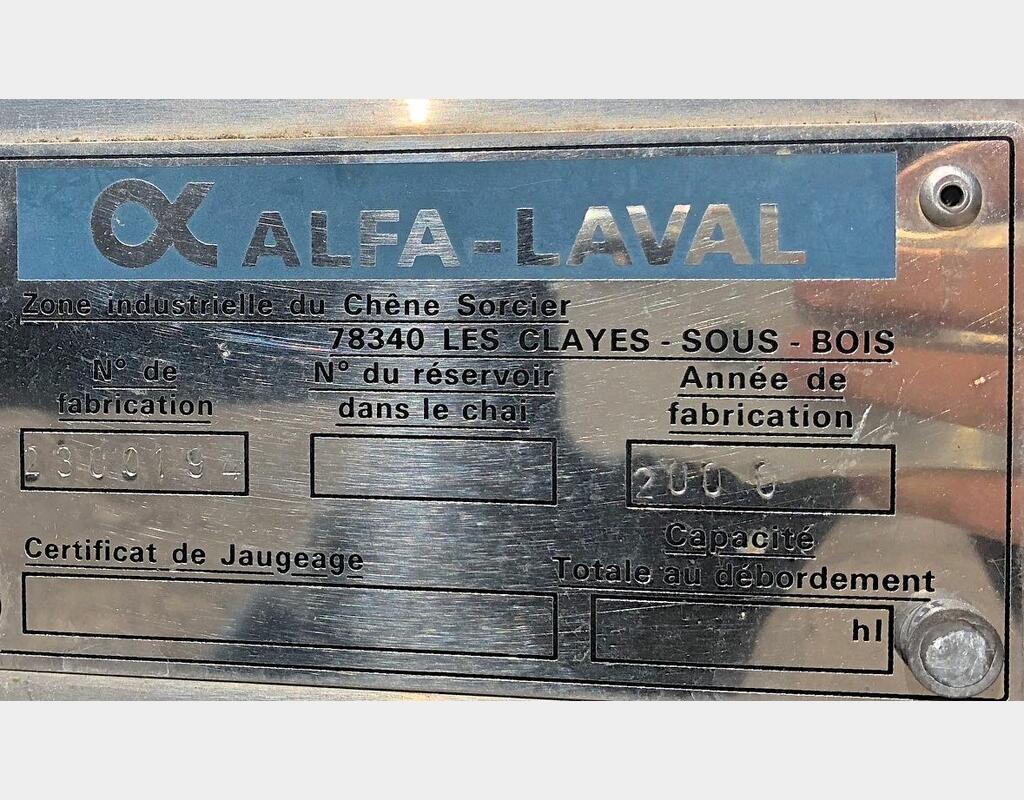 ALFA-LAVAL
Zone industrielle du Chêne Sorcier
78340 LES CLAYES - SOUS - BOIS
N° de fabrication
N° du réservoir dans le chai
Année de fabrication
200
Certificat de Jaugeage
Capacité
Totale au débordement
hl